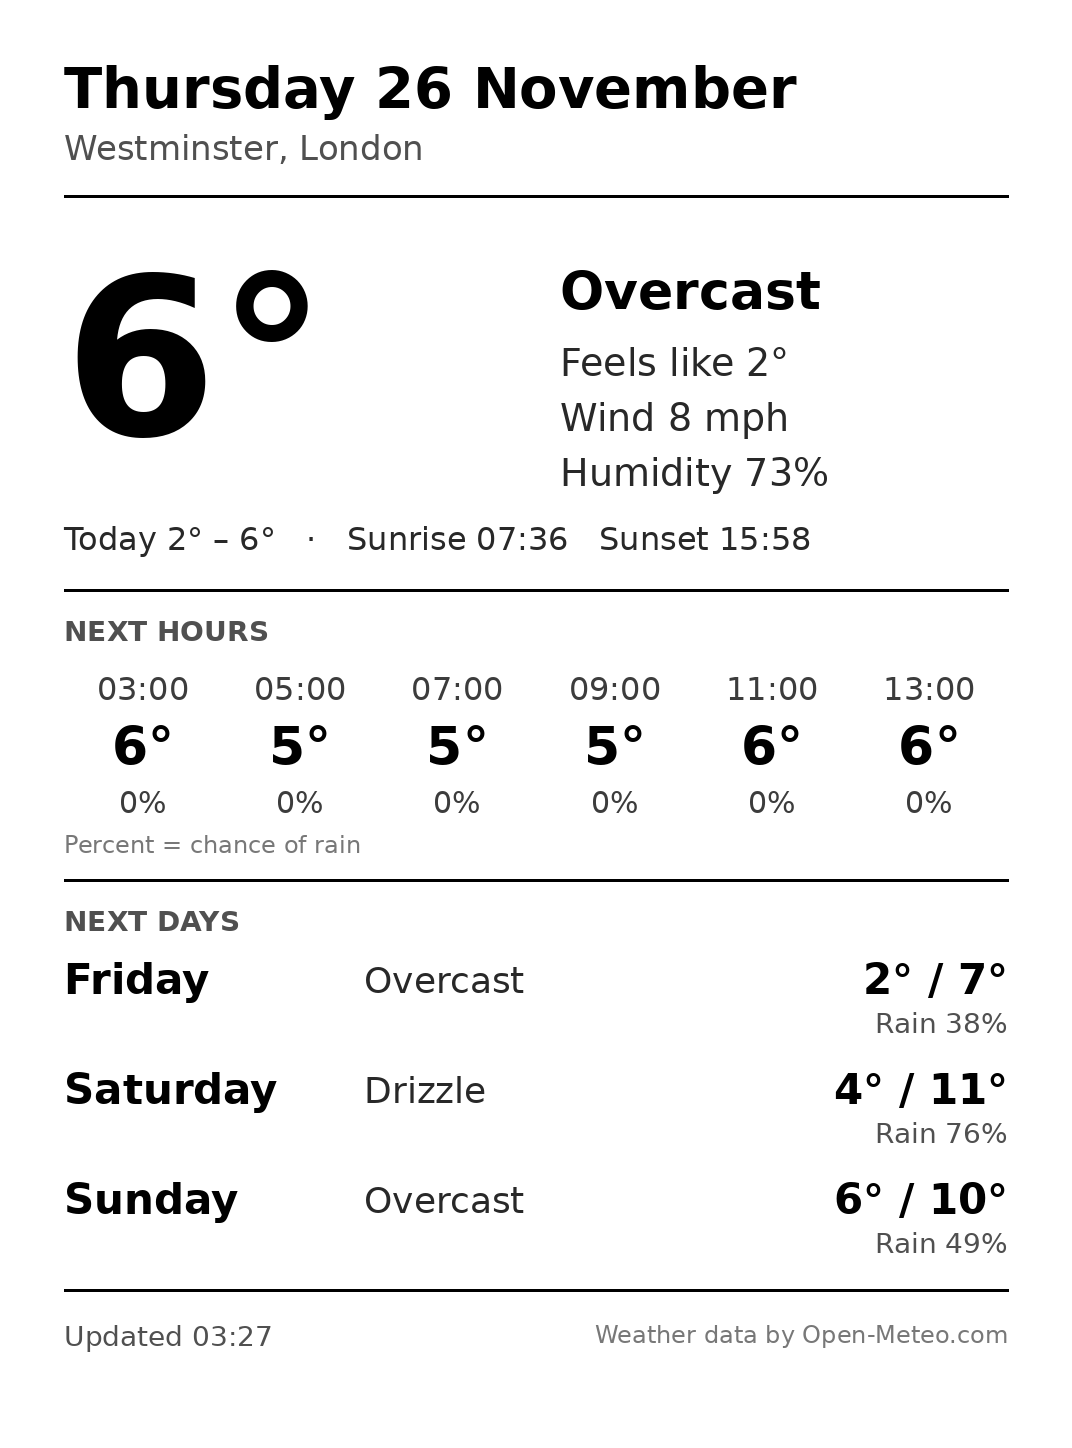 Thursday 26 November
Westminster, London
6°
Overcast
Feels like 2°
Wind 8 mph
Humidity 73%
Today 2° – 6° · Sunrise 07:36 Sunset 15:58
NEXT HOURS
03:00 05:00 07:00 09:00 11:00 13:00
6° 5° 5° 5° 6° 6°
0% 0% 0% 0% 0% 0%
Percent = chance of rain
NEXT DAYS
Friday Overcast 2° / 7°
Rain 38%
Saturday Drizzle 4° / 11°
Rain 76%
Sunday Overcast 6° / 10°
Rain 49%
Updated 03:27 Weather data by Open-Meteo.com